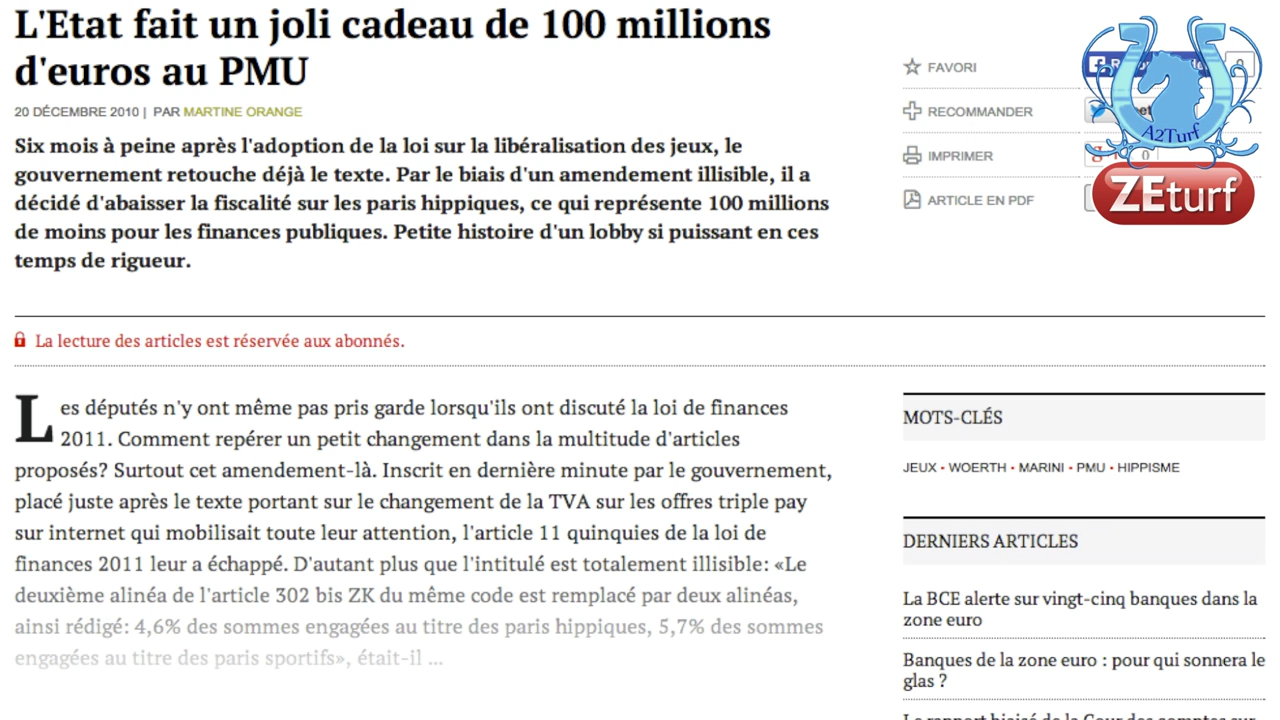 L'Etat fait un joli cadeau de 100 millions
d'euros au PMU
20 DÉCEMBRE 2010 | PAR MARTINE ORANGE
Six mois à peine après l'adoption de la loi sur la libéralisation des jeux, le
gouvernement retouche déjà le texte. Par le biais d'un amendement illisible, il a
décidé d'abaisser la fiscalité sur les paris hippiques, ce qui représente 100 millions
de moins pour les finances publiques. Petite histoire d'un lobby si puissant en ces
temps de rigueur.
FAVORI
RECOMMANDER
IMPRIMER
ARTICLE EN PDF
0
0
A2Turf
ZEturf
La lecture des articles est réservée aux abonnés.
Les députés n'y ont même pas pris garde lorsqu'ils ont discuté la loi de finances
2011. Comment repérer un petit changement dans la multitude d'articles
proposés? Surtout cet amendement-là. Inscrit en dernière minute par le gouvernement,
placé juste après le texte portant sur le changement de la TVA sur les offres triple pay
sur internet qui mobilisait toute leur attention, l'article 11 quinquies de la loi de
finances 2011 leur a échappé. D'autant plus que l'intitulé est totalement illisible: «Le
deuxième alinéa de l'article 302 bis ZK du même code est remplacé par deux alinéas,
ainsi rédigé: 4,6% des sommes engagées au titre des paris hippiques, 5,7% des sommes
engagées au titre des paris sportifs», était-il ...
MOTS-CLÉS
JEUX • WOERTH • MARINI • PMU • HIPPISME
DERNIERS ARTICLES
La BCE alerte sur vingt-cinq banques dans la
zone euro
Banques de la zone euro : pour qui sonnera le
glas ?
Le rapport biaisé de la Cour des comptes sur